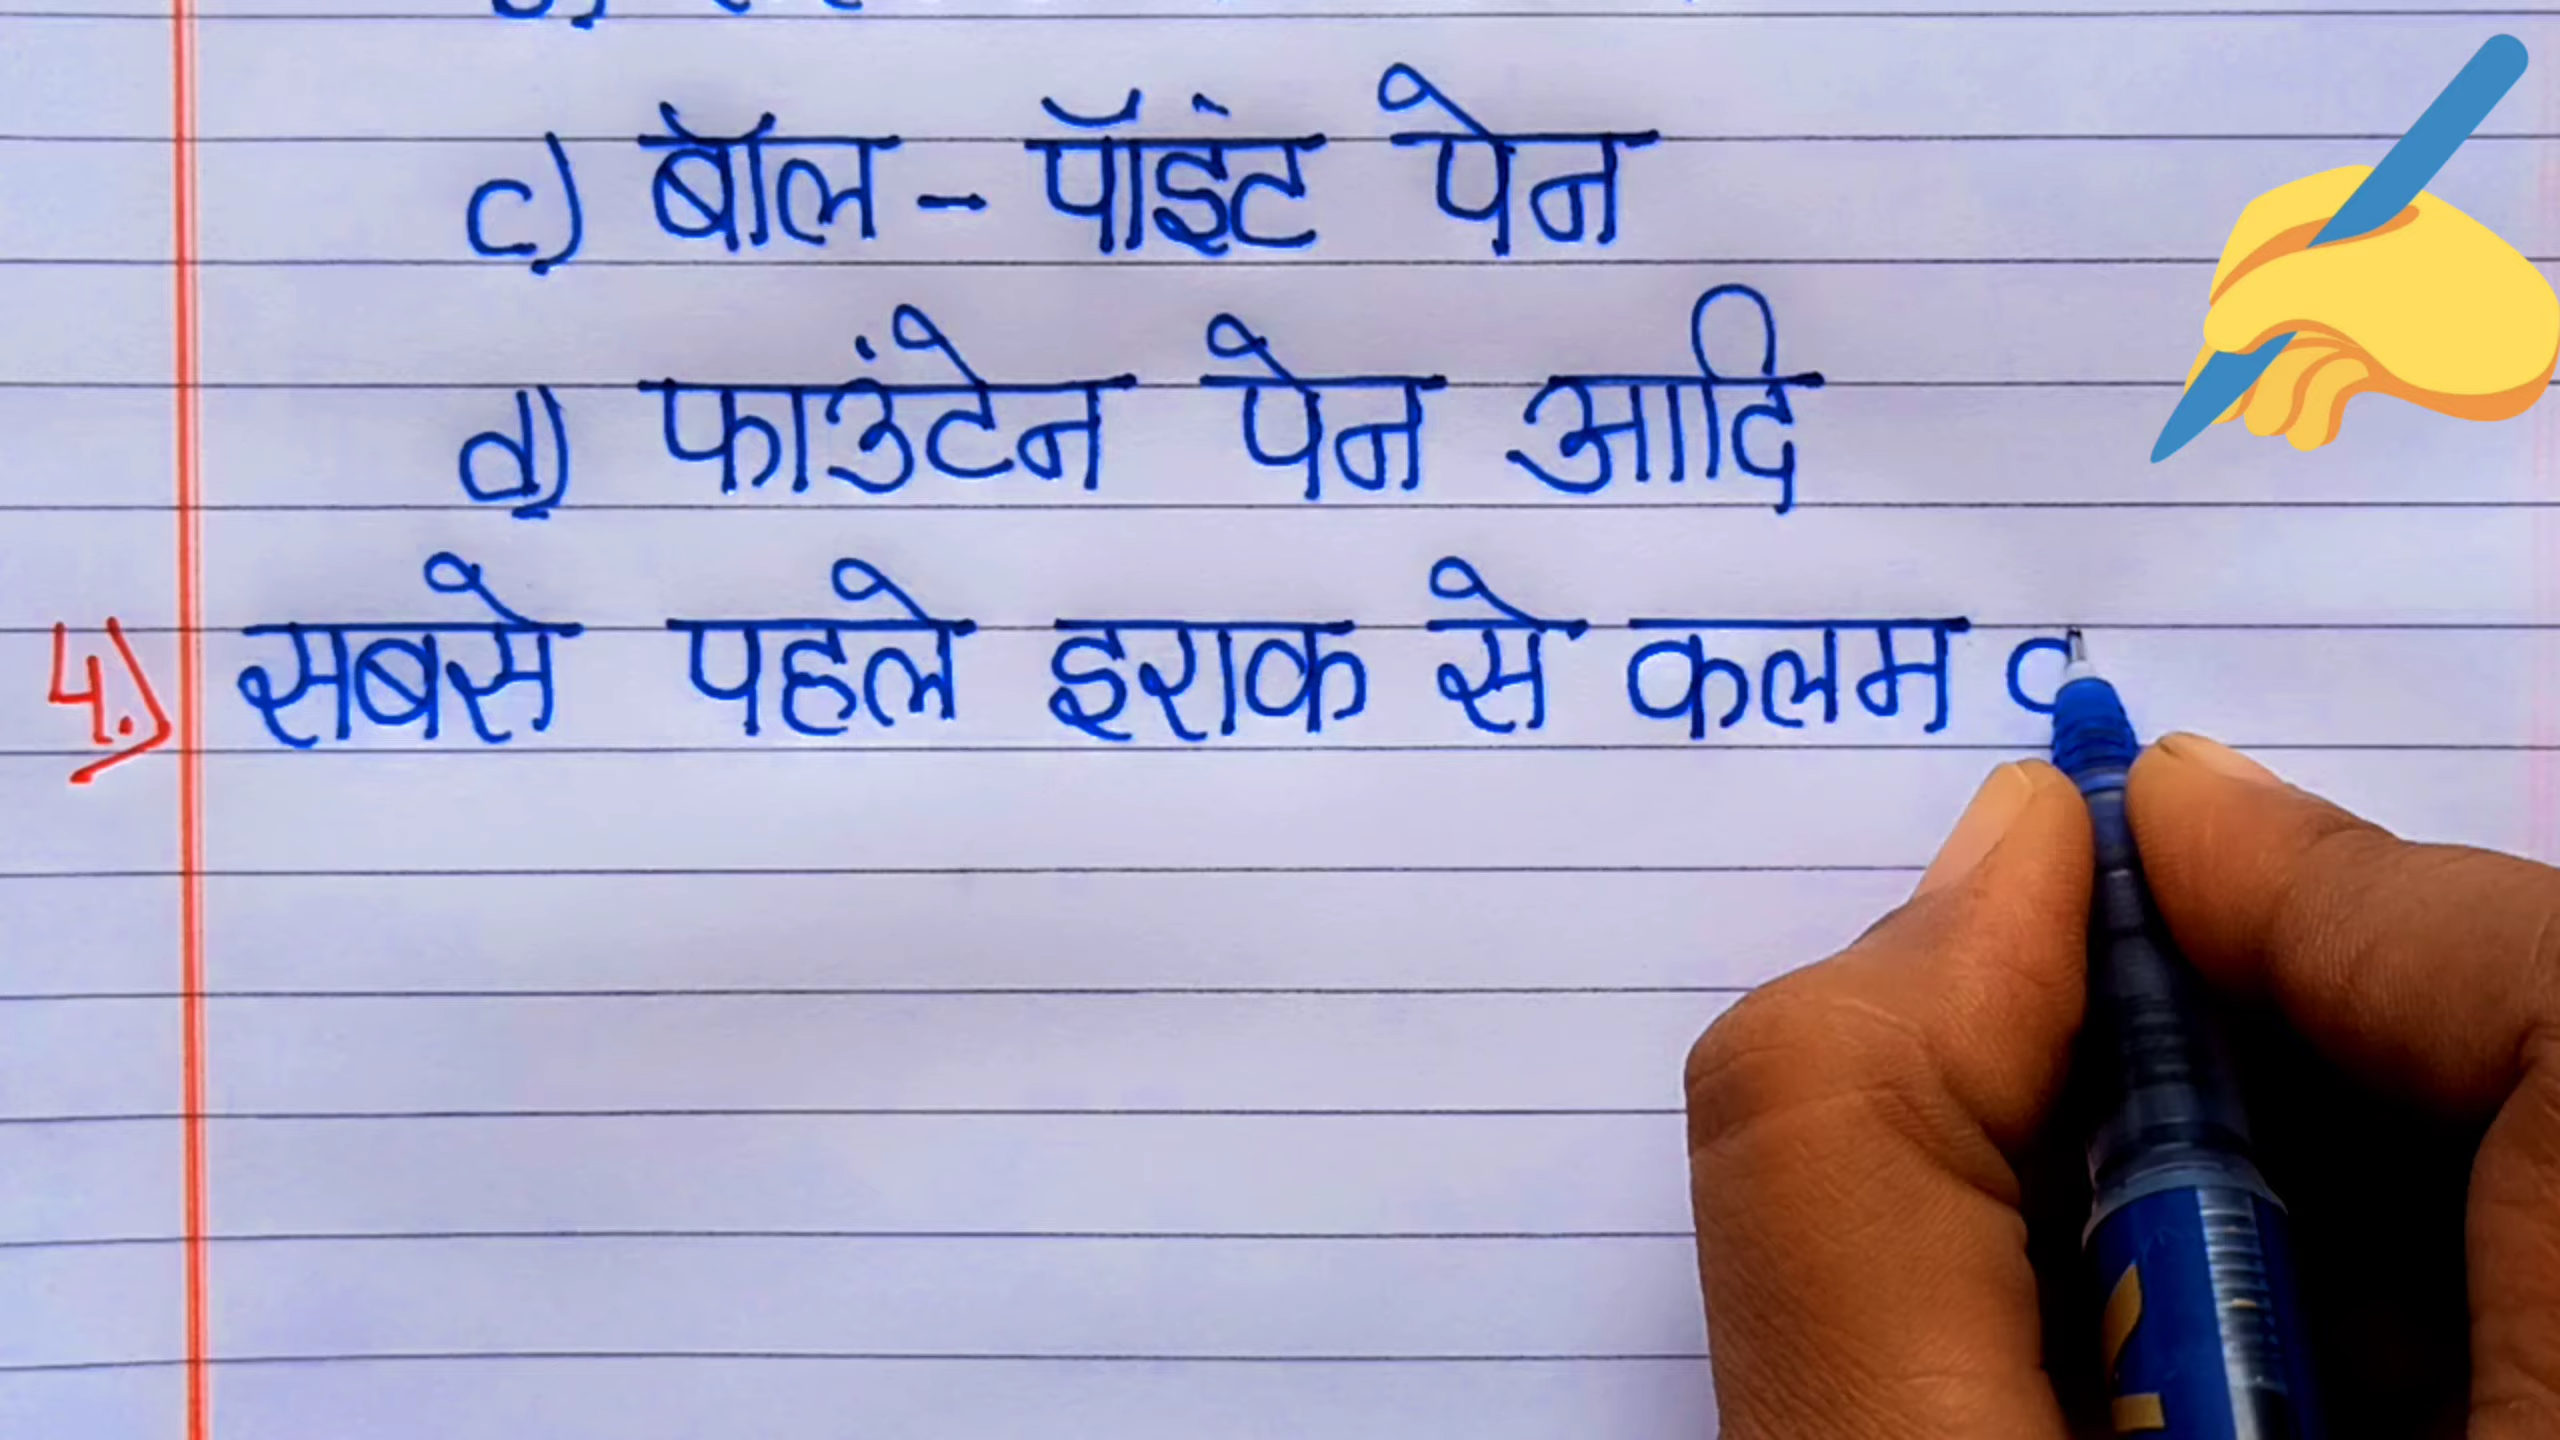 c) बॉल - पॉइंट पेन
d) फाउंटेन पेन आदि
4.) सबसे पहले इराक से कलम